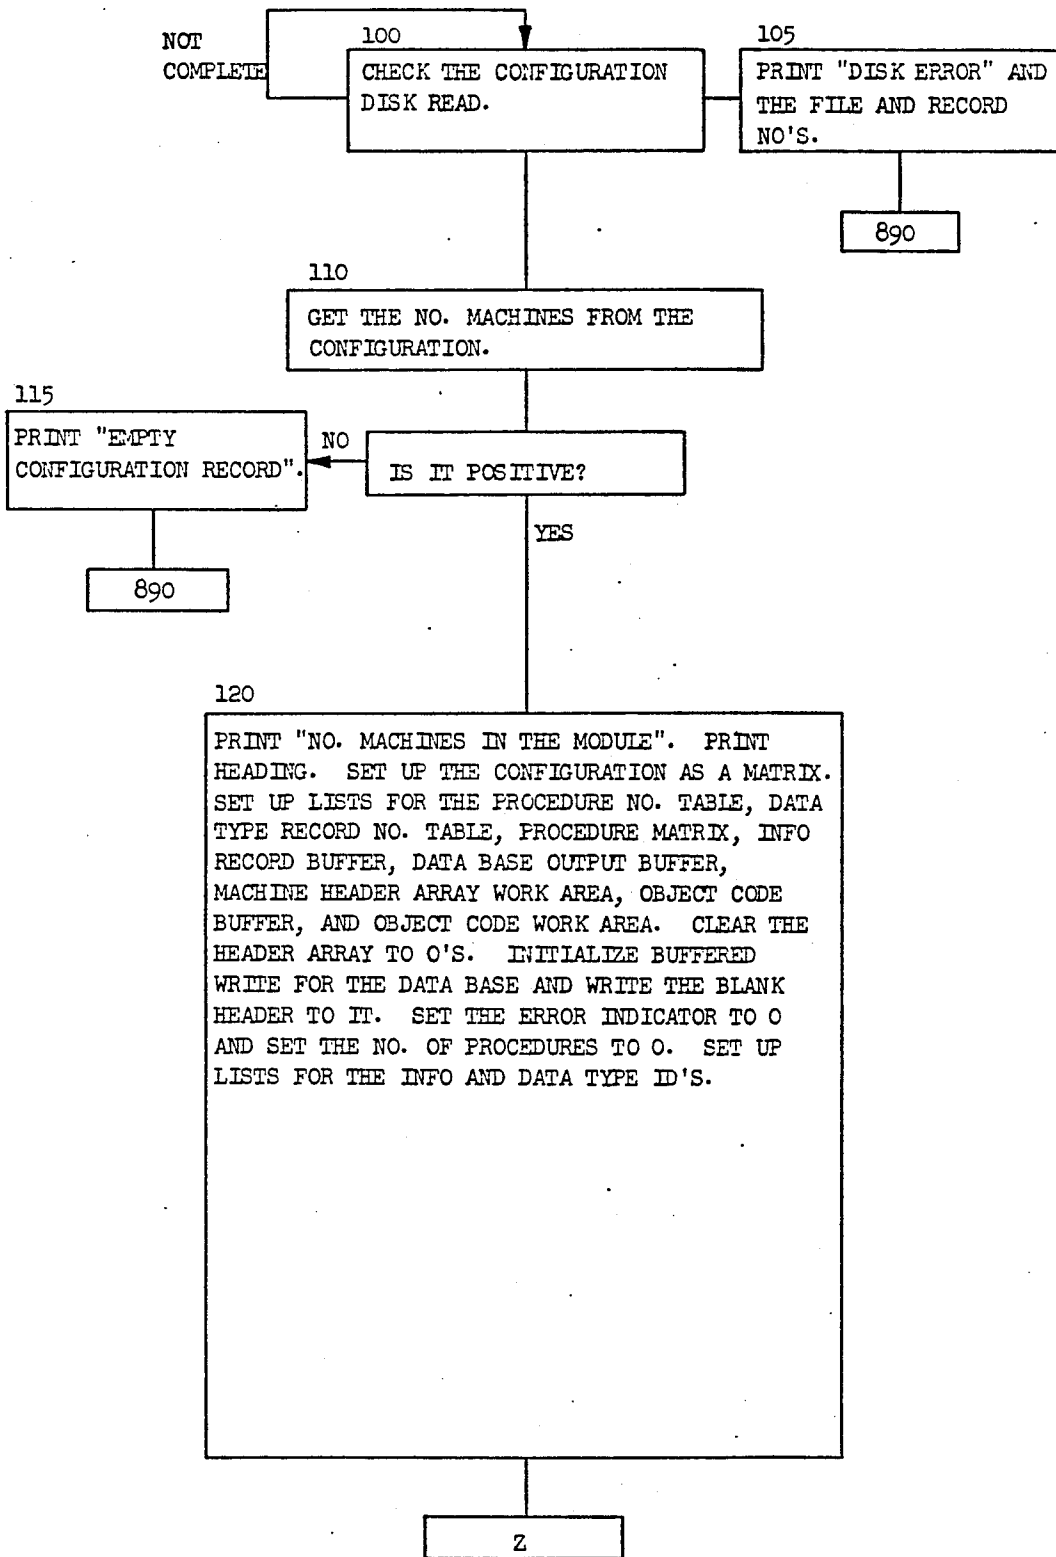 NOT
COMPLETE
100
CHECK THE CONFIGURATION
DISK READ.
105
PRINT "DISK ERROR" AND
THE FILE AND RECORD
NO'S.
890
110
GET THE NO. MACHINES FROM THE
CONFIGURATION.
115
PRINT "EMPTY
CONFIGURATION RECORD".
NO
IS IT POSITIVE?
YES
890
120
PRINT "NO. MACHINES IN THE MODULE". PRINT
HEADING. SET UP THE CONFIGURATION AS A MATRIX.
SET UP LISTS FOR THE PROCEDURE NO. TABLE, DATA
TYPE RECORD NO. TABLE, PROCEDURE MATRIX, INFO
RECORD BUFFER, DATA BASE OUTPUT BUFFER,
MACHINE HEADER ARRAY WORK AREA, OBJECT CODE
BUFFER, AND OBJECT CODE WORK AREA. CLEAR THE
HEADER ARRAY TO O'S. INITIALIZE BUFFERED
WRITE FOR THE DATA BASE AND WRITE THE BLANK
HEADER TO IT. SET THE ERROR INDICATOR TO O
AND SET THE NO. OF PROCEDURES TO O. SET UP
LISTS FOR THE INFO AND DATA TYPE ID'S.
Z